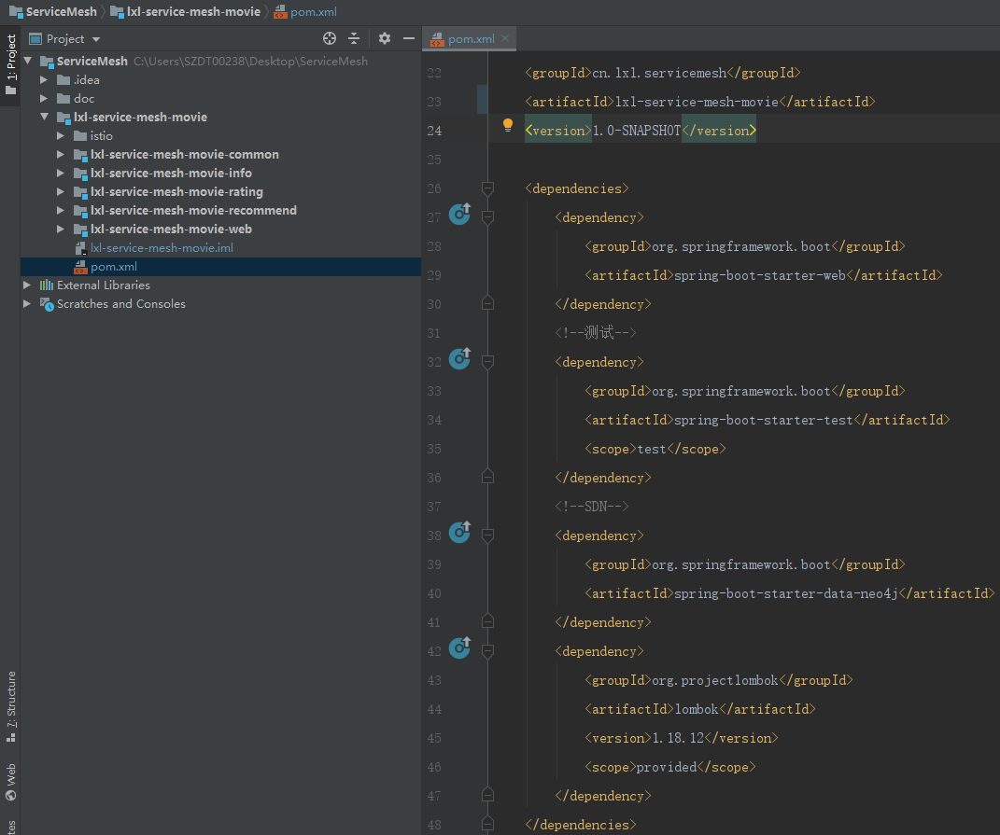 ServiceMesh lxl-service-mesh-movie pom.xml
1: Project
Project
pom.xml
ServiceMesh C:\Users\SZDT00238\Desktop\ServiceMesh
.idea
doc
lxl-service-mesh-movie
istio
lxl-service-mesh-movie-common
lxl-service-mesh-movie-info
lxl-service-mesh-movie-rating
lxl-service-mesh-movie-recommend
lxl-service-mesh-movie-web
lxl-service-mesh-movie.iml
pom.xml
External Libraries
Scratches and Consoles
7: Structure
Web
22 <groupId>cn.lxl.servicemesh</groupId>
23 <artifactId>lxl-service-mesh-movie</artifactId>
24 <version>1.0-SNAPSHOT</version>
25
26 <dependencies>
27 <dependency>
28 <groupId>org.springframework.boot</groupId>
29 <artifactId>spring-boot-starter-web</artifactId>
30 </dependency>
31 <!--测试-->
32 <dependency>
33 <groupId>org.springframework.boot</groupId>
34 <artifactId>spring-boot-starter-test</artifactId>
35 <scope>test</scope>
36 </dependency>
37 <!--SDN-->
38 <dependency>
39 <groupId>org.springframework.boot</groupId>
40 <artifactId>spring-boot-starter-data-neo4j</artifactId>
41 </dependency>
42 <dependency>
43 <groupId>org.projectlombok</groupId>
44 <artifactId>lombok</artifactId>
45 <version>1.18.12</version>
46 <scope>provided</scope>
47 </dependency>
48 </dependencies>